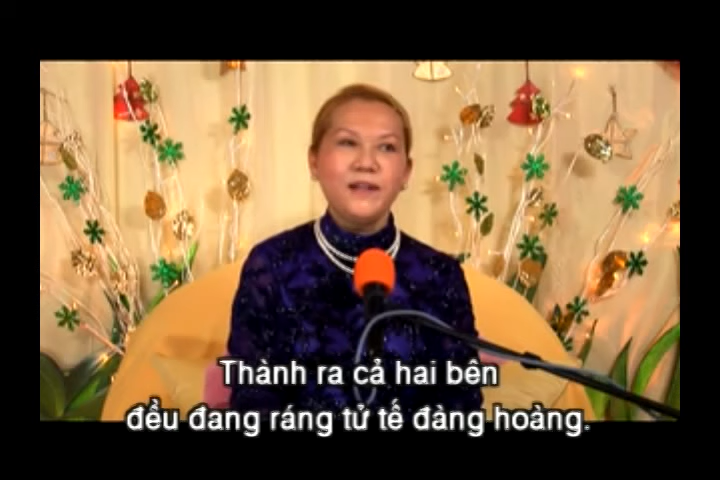 Thành ra cả hai bên
đều đang ráng tử tế đàng hoàng.